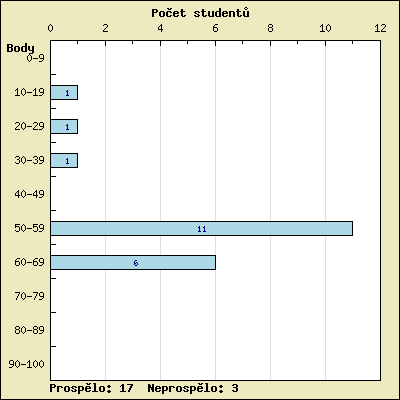 Počet studentů
0 2 4 6 8 10 12
Body
0-9
10-19 1
20-29 1
30-39 1
40-49
50-59 11
60-69 6
70-79
80-89
90-100
Prospělo: 17 Neprospělo: 3